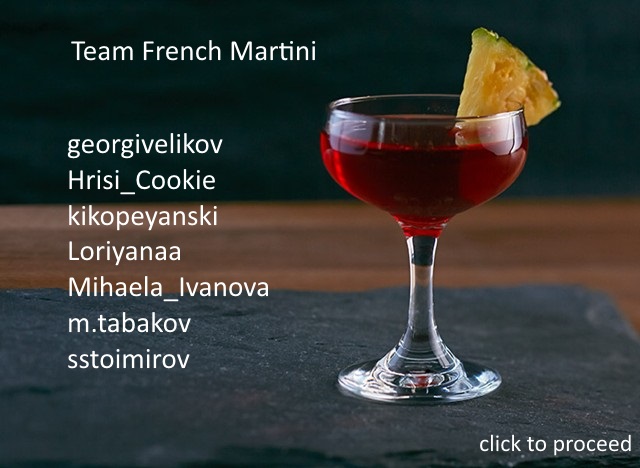 Team French Martini
georgivelikov
Hrisi_Cookie
kikopeyanski
Loriyanaa
Mihaela_Ivanova
m.tabakov
sstoimirov
click to proceed